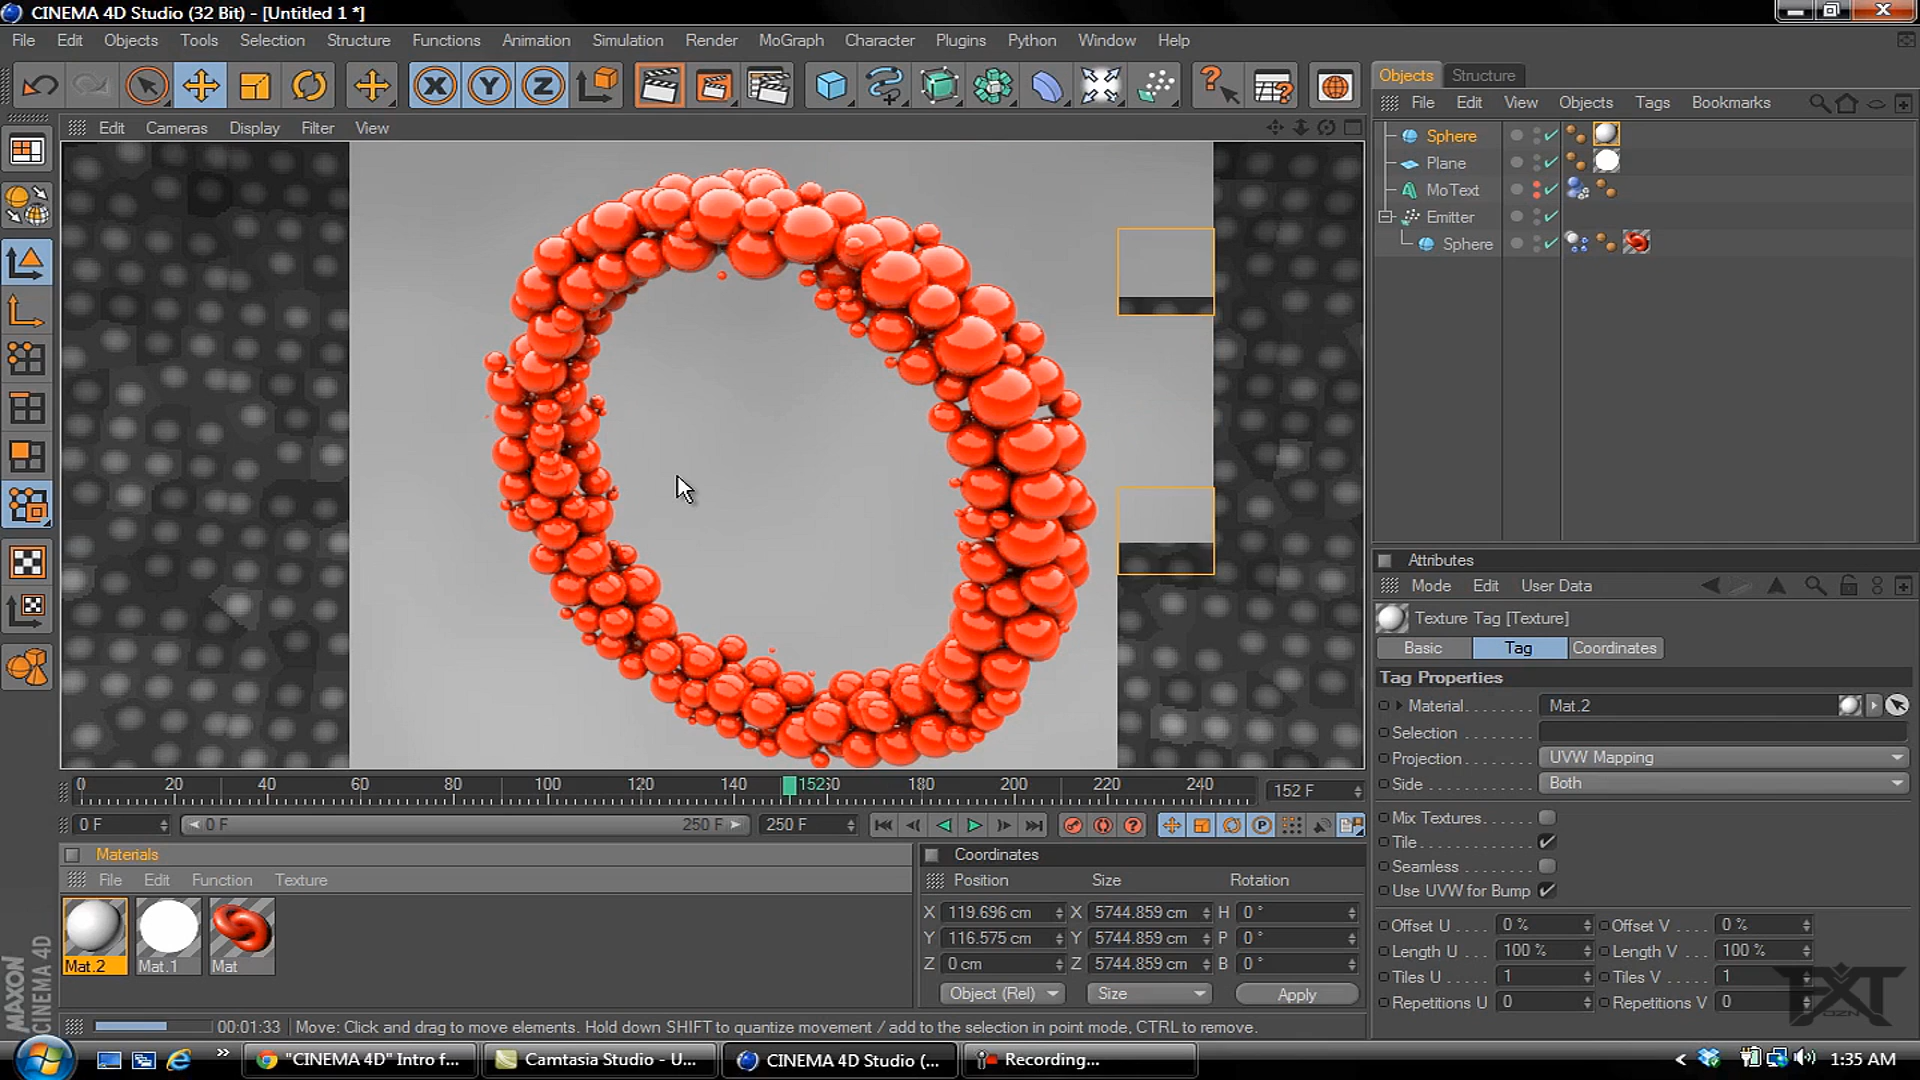 CINEMA 4D Studio (32 Bit) - [Untitled 1 *]
File Edit Objects Tools Selection Structure Functions Animation Simulation Render MoGraph Character Plugins Python Window Help
X Y Z
Objects Structure
File Edit View Objects Tags Bookmarks
Edit Cameras Display Filter View
Sphere
Plane
MoText
Emitter
Sphere
Attributes
Mode Edit User Data
Texture Tag [Texture]
Basic Tag Coordinates
Tag Properties
Material. . . . . . . . Mat.2
Selection
Projection. . . . . . . UVW Mapping
Side . . . . . . . . . . Both
Mix Textures. . . . . .
Tile. . . . . . . . . . . .
Seamless . . . . . . . .
Use UVW for Bump
Offset U . . . . 0 % Offset V . . . . 0 %
Length U . . . 100 % Length V . . . 100 %
Tiles U . . . . . 1 Tiles V . . . . . 1
Repetitions U 0 Repetitions V 0
0 20 40 60 80 100 120 140 152 180 200 220 240 152 F
0 F 0 F 250 F 250 F
Materials
File Edit Function Texture
Mat.2 Mat.1 Mat
Coordinates
Position Size Rotation
X 119.696 cm X 5744.859 cm H 0 °
Y 116.575 cm Y 5744.859 cm P 0 °
Z 0 cm Z 5744.859 cm B 0 °
Object (Rel) Size Apply
MAXON
CINEMA 4D
00:01:33 Move: Click and drag to move elements. Hold down SHIFT to quantize movement / add to the selection in point mode, CTRL to remove.
"CINEMA 4D" Intro f... Camtasia Studio - U... CINEMA 4D Studio (... Recording... 1:35 AM